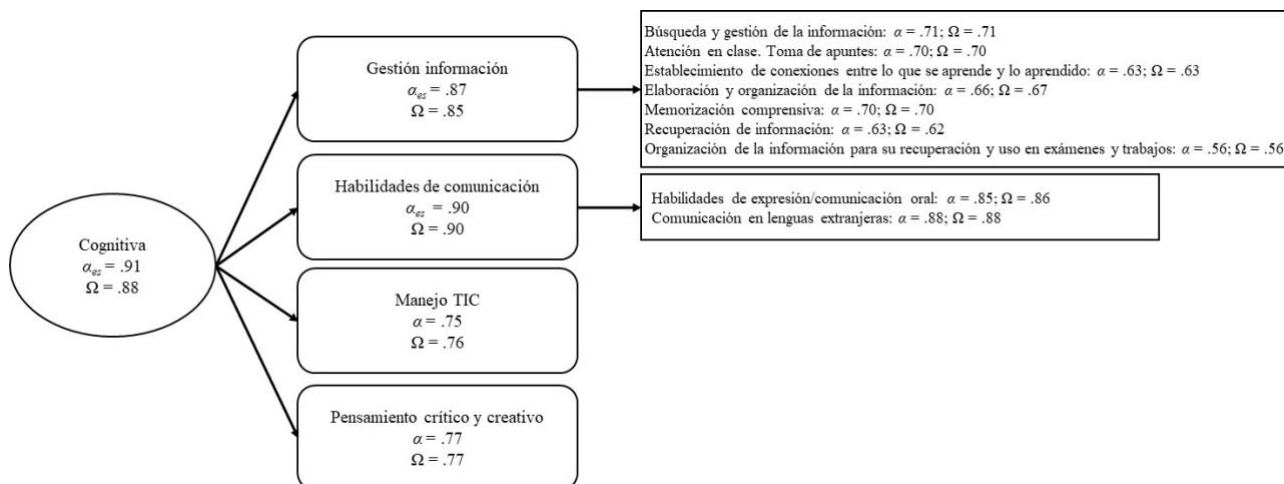 Cognitiva
αes = .91
Ω = .88
Gestión información
αes = .87
Ω = .85
Búsqueda y gestión de la información: α = .71; Ω = .71
Atención en clase. Toma de apuntes: α = .70; Ω = .70
Establecimiento de conexiones entre lo que se aprende y lo aprendido: α = .63; Ω = .63
Elaboración y organización de la información: α = .66; Ω = .67
Memorización comprensiva: α = .70; Ω = .70
Recuperación de información: α = .63; Ω = .62
Organización de la información para su recuperación y uso en exámenes y trabajos: α = .56; Ω = .56
Habilidades de comunicación
αes = .90
Ω = .90
Habilidades de expresión/comunicación oral: α = .85; Ω = .86
Comunicación en lenguas extranjeras: α = .88; Ω = .88
Manejo TIC
α = .75
Ω = .76
Pensamiento crítico y creativo
α = .77
Ω = .77